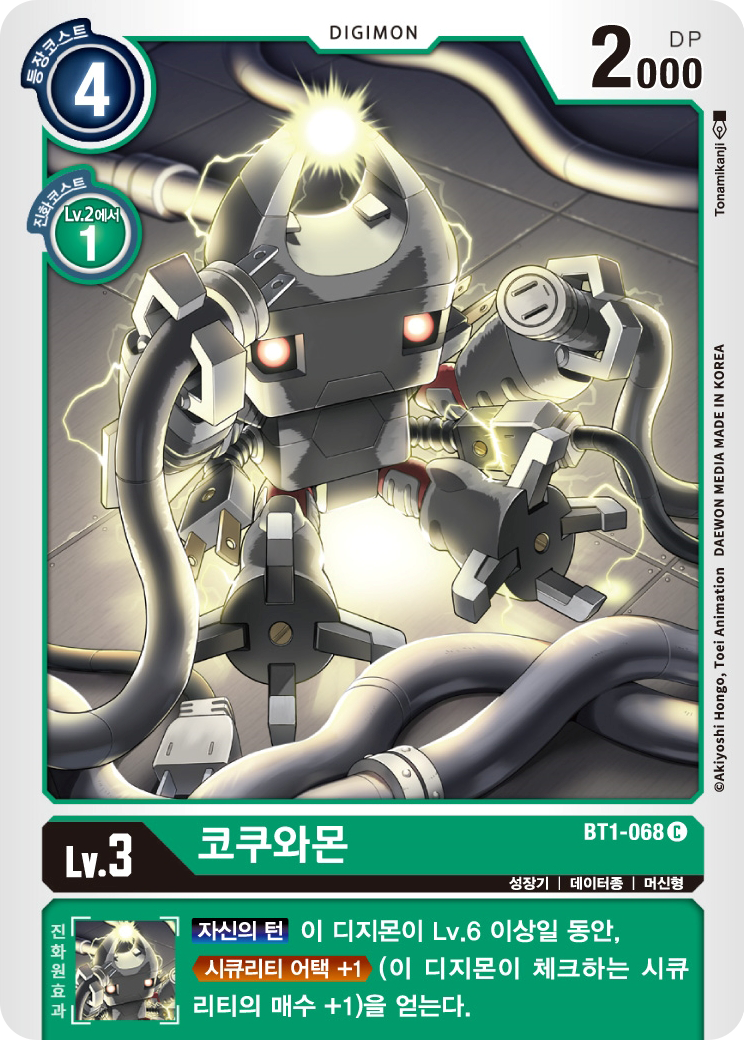 DIGIMON
등장코스트
4
DP
2000
진화코스트
Lv.2에서
1
Tonamikanji
©Akiyoshi Hongo, Toei Animation DAEWON MEDIA MADE IN KOREA
Lv.3
코쿠와몬
BT1-068 C
성장기 | 데이터종 | 머신형
진화원효과
자신의 턴 이 디지몬이 Lv.6 이상일 동안,
시큐리티 어택 +1 (이 디지몬이 체크하는 시큐
리티의 매수 +1)을 얻는다.